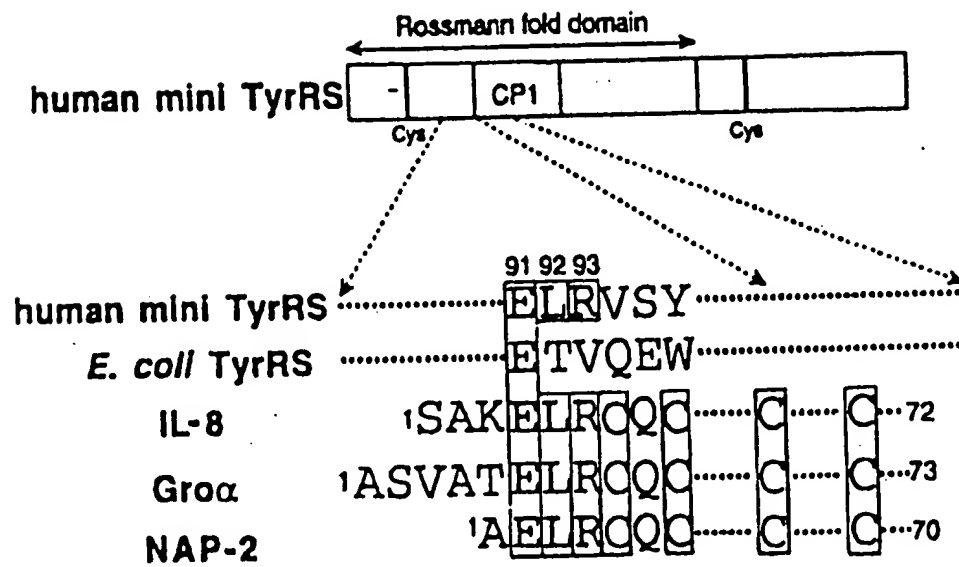 Rossmann fold domain
human mini TyrRS - CP1
Cys Cys
91 92 93
human mini TyrRS ELRVSY
E. coli TyrRS ETVQEW
IL-8 1SAKELRCQC C C 72
Groα 1ASVATELRCQC C C 73
NAP-2 1AELRCQC C C 70